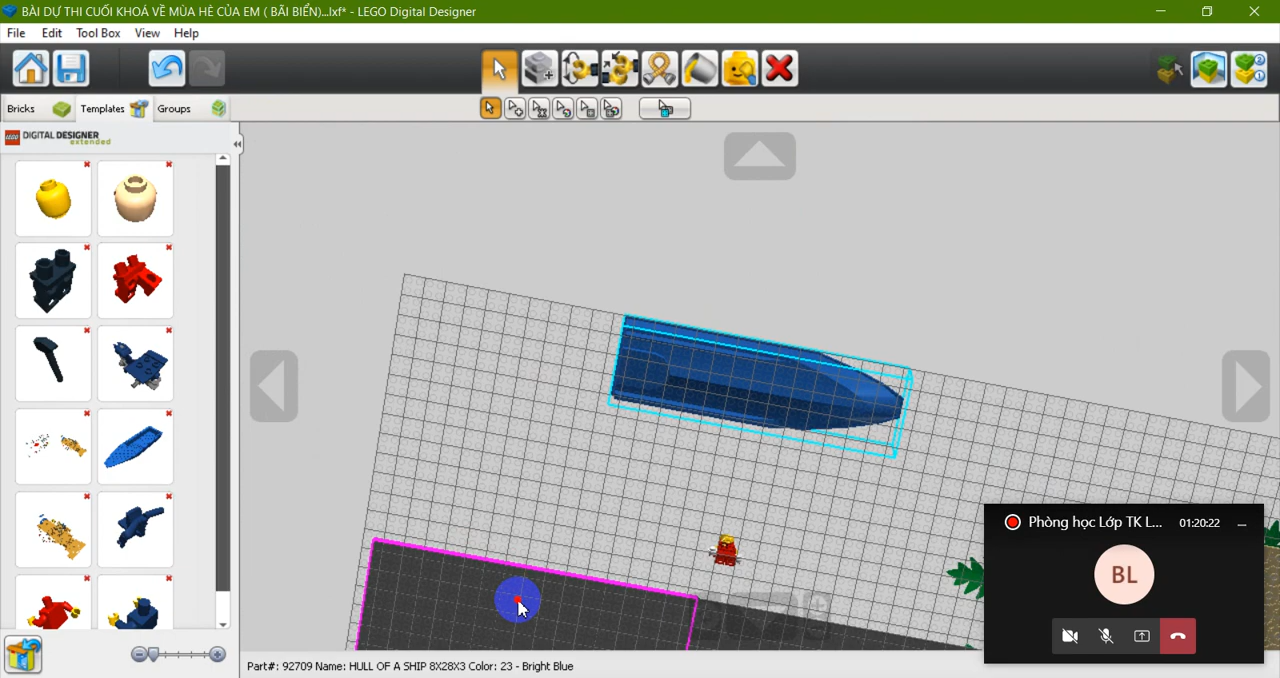 BÀI DỰ THI CUỐI KHOÁ VỀ MÙA HÈ CỦA EM ( BÃI BIỂN)...lxf* - LEGO Digital Designer
File Edit Tool Box View Help
Bricks Templates Groups
LEGO DIGITAL DESIGNER
extended
Phòng học Lớp TK L... 01:20:22
BL
Part#: 92709 Name: HULL OF A SHIP 8X28X3 Color: 23 - Bright Blue